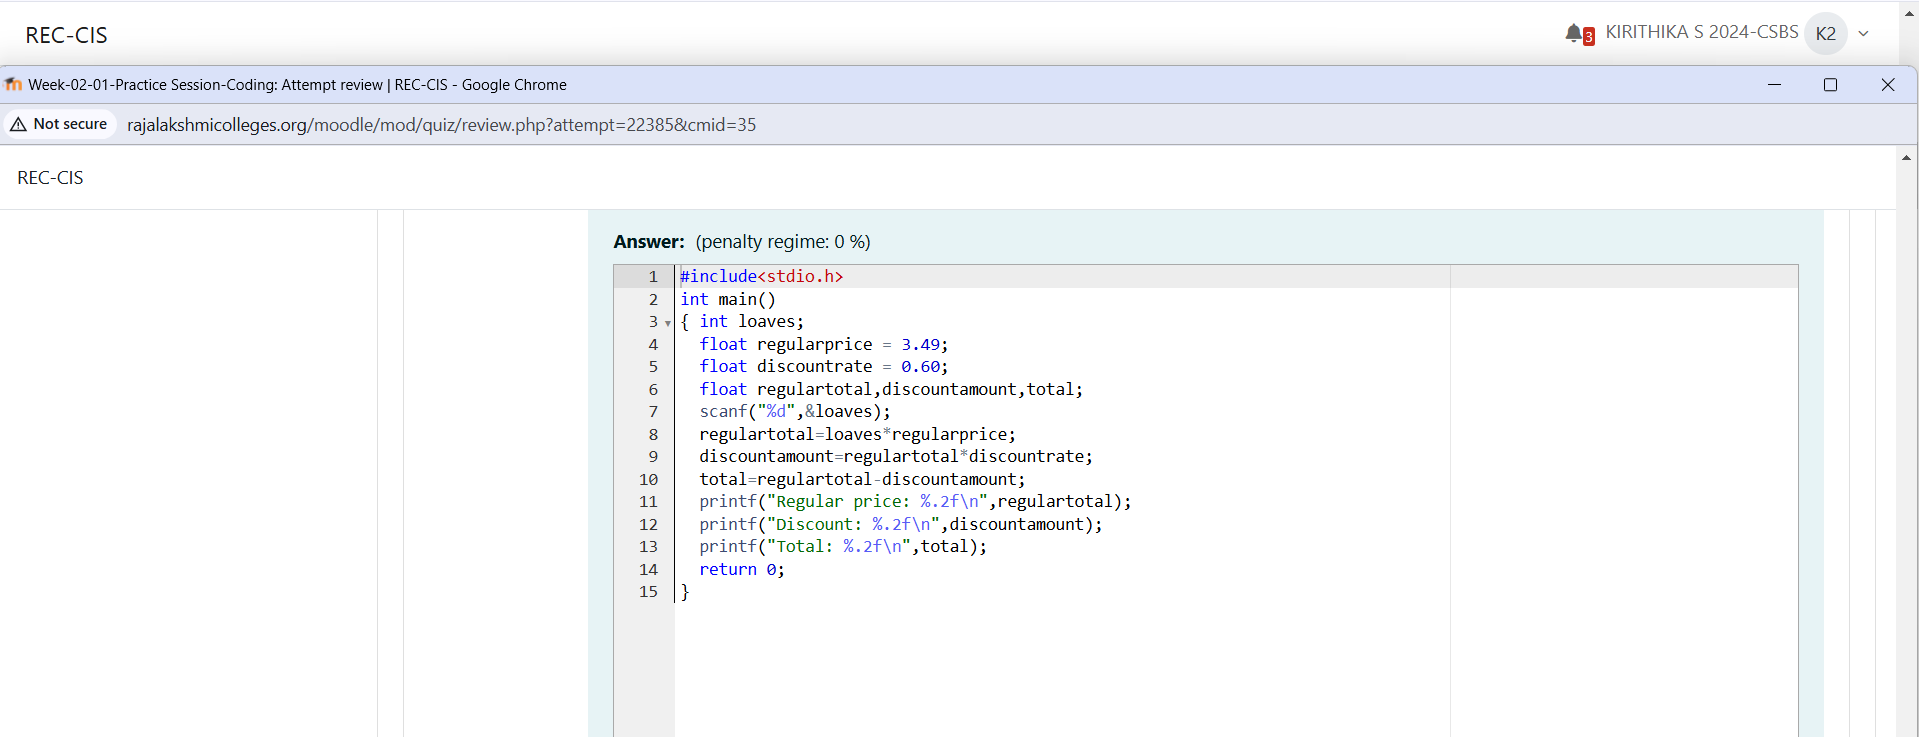 REC-CIS
3 KIRITHIKA S 2024-CSBS K2
Week-02-01-Practice Session-Coding: Attempt review | REC-CIS - Google Chrome
Not secure rajalakshmicolleges.org/moodle/mod/quiz/review.php?attempt=22385&cmid=35
REC-CIS
Answer: (penalty regime: 0 %)
1 #include<stdio.h>
2 int main()
3 { int loaves;
4 float regularprice = 3.49;
5 float discountrate = 0.60;
6 float regulartotal,discountamount,total;
7 scanf("%d",&loaves);
8 regulartotal=loaves*regularprice;
9 discountamount=regulartotal*discountrate;
10 total=regulartotal-discountamount;
11 printf("Regular price: %.2f\n",regulartotal);
12 printf("Discount: %.2f\n",discountamount);
13 printf("Total: %.2f\n",total);
14 return 0;
15 }